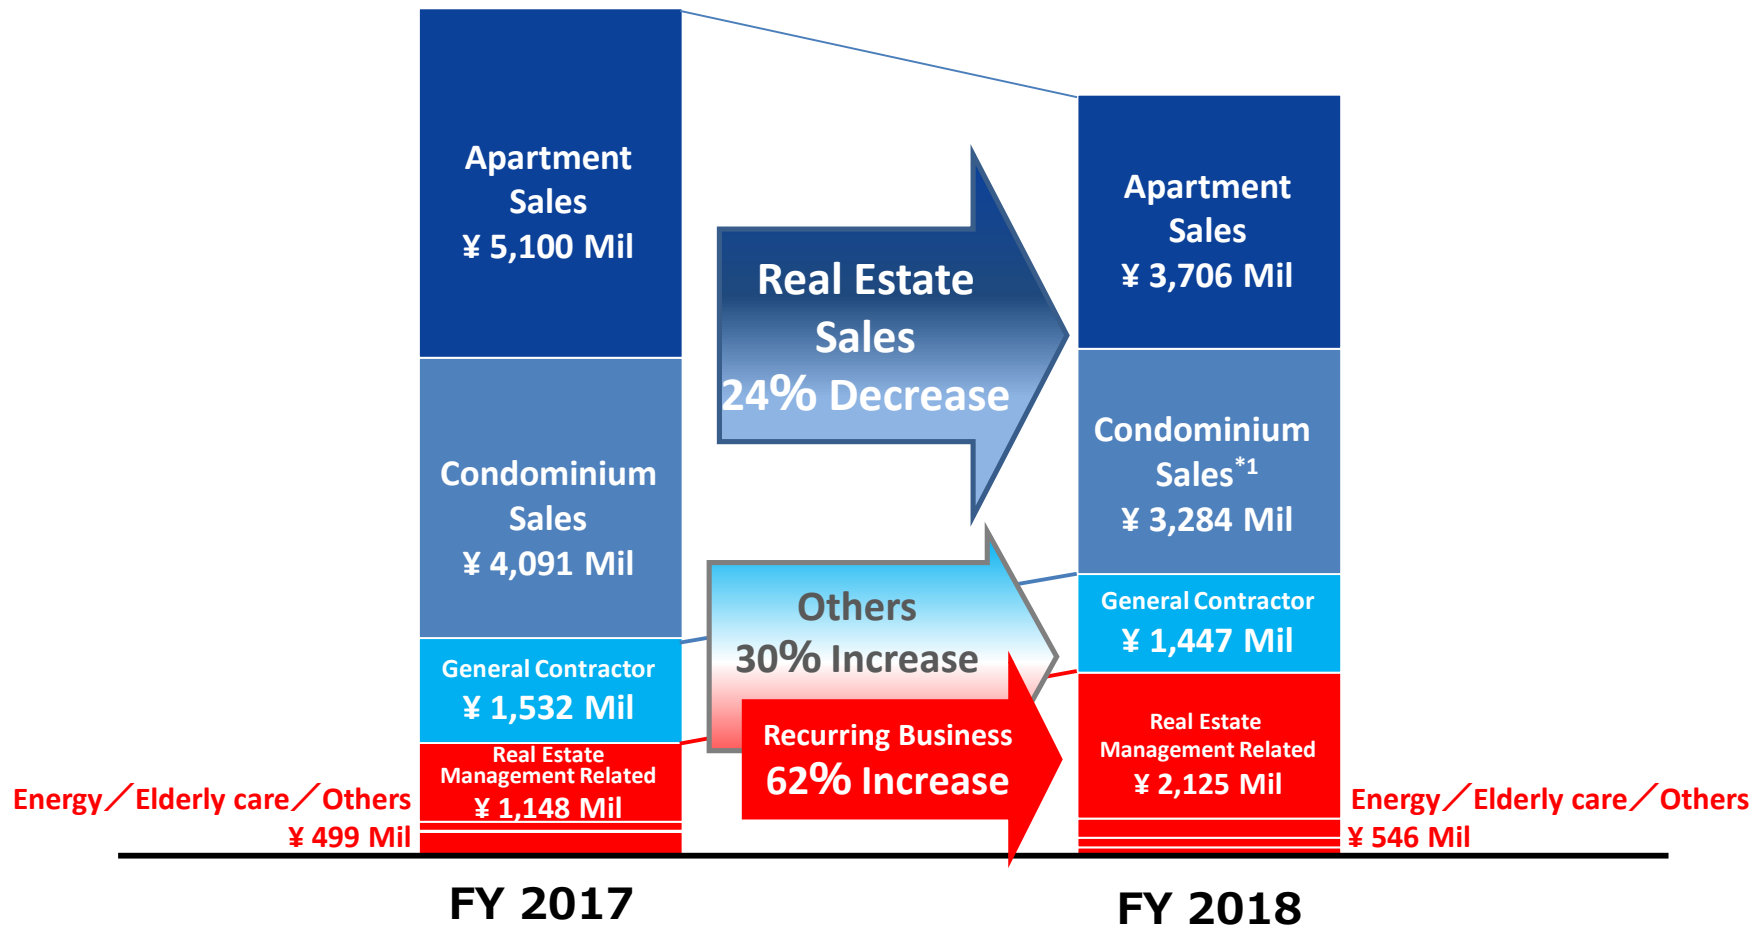 Apartment
Sales
¥ 5,100 Mil
Condominium
Sales
¥ 4,091 Mil
General Contractor
¥ 1,532 Mil
Real Estate
Management Related
¥ 1,148 Mil
Energy／Elderly care／Others
¥ 499 Mil
FY 2017
Real Estate
Sales
24% Decrease
Others
30% Increase
Recurring Business
62% Increase
Apartment
Sales
¥ 3,706 Mil
Condominium
Sales*1
¥ 3,284 Mil
General Contractor
¥ 1,447 Mil
Real Estate
Management Related
¥ 2,125 Mil
Energy／Elderly care／Others
¥ 546 Mil
FY 2018